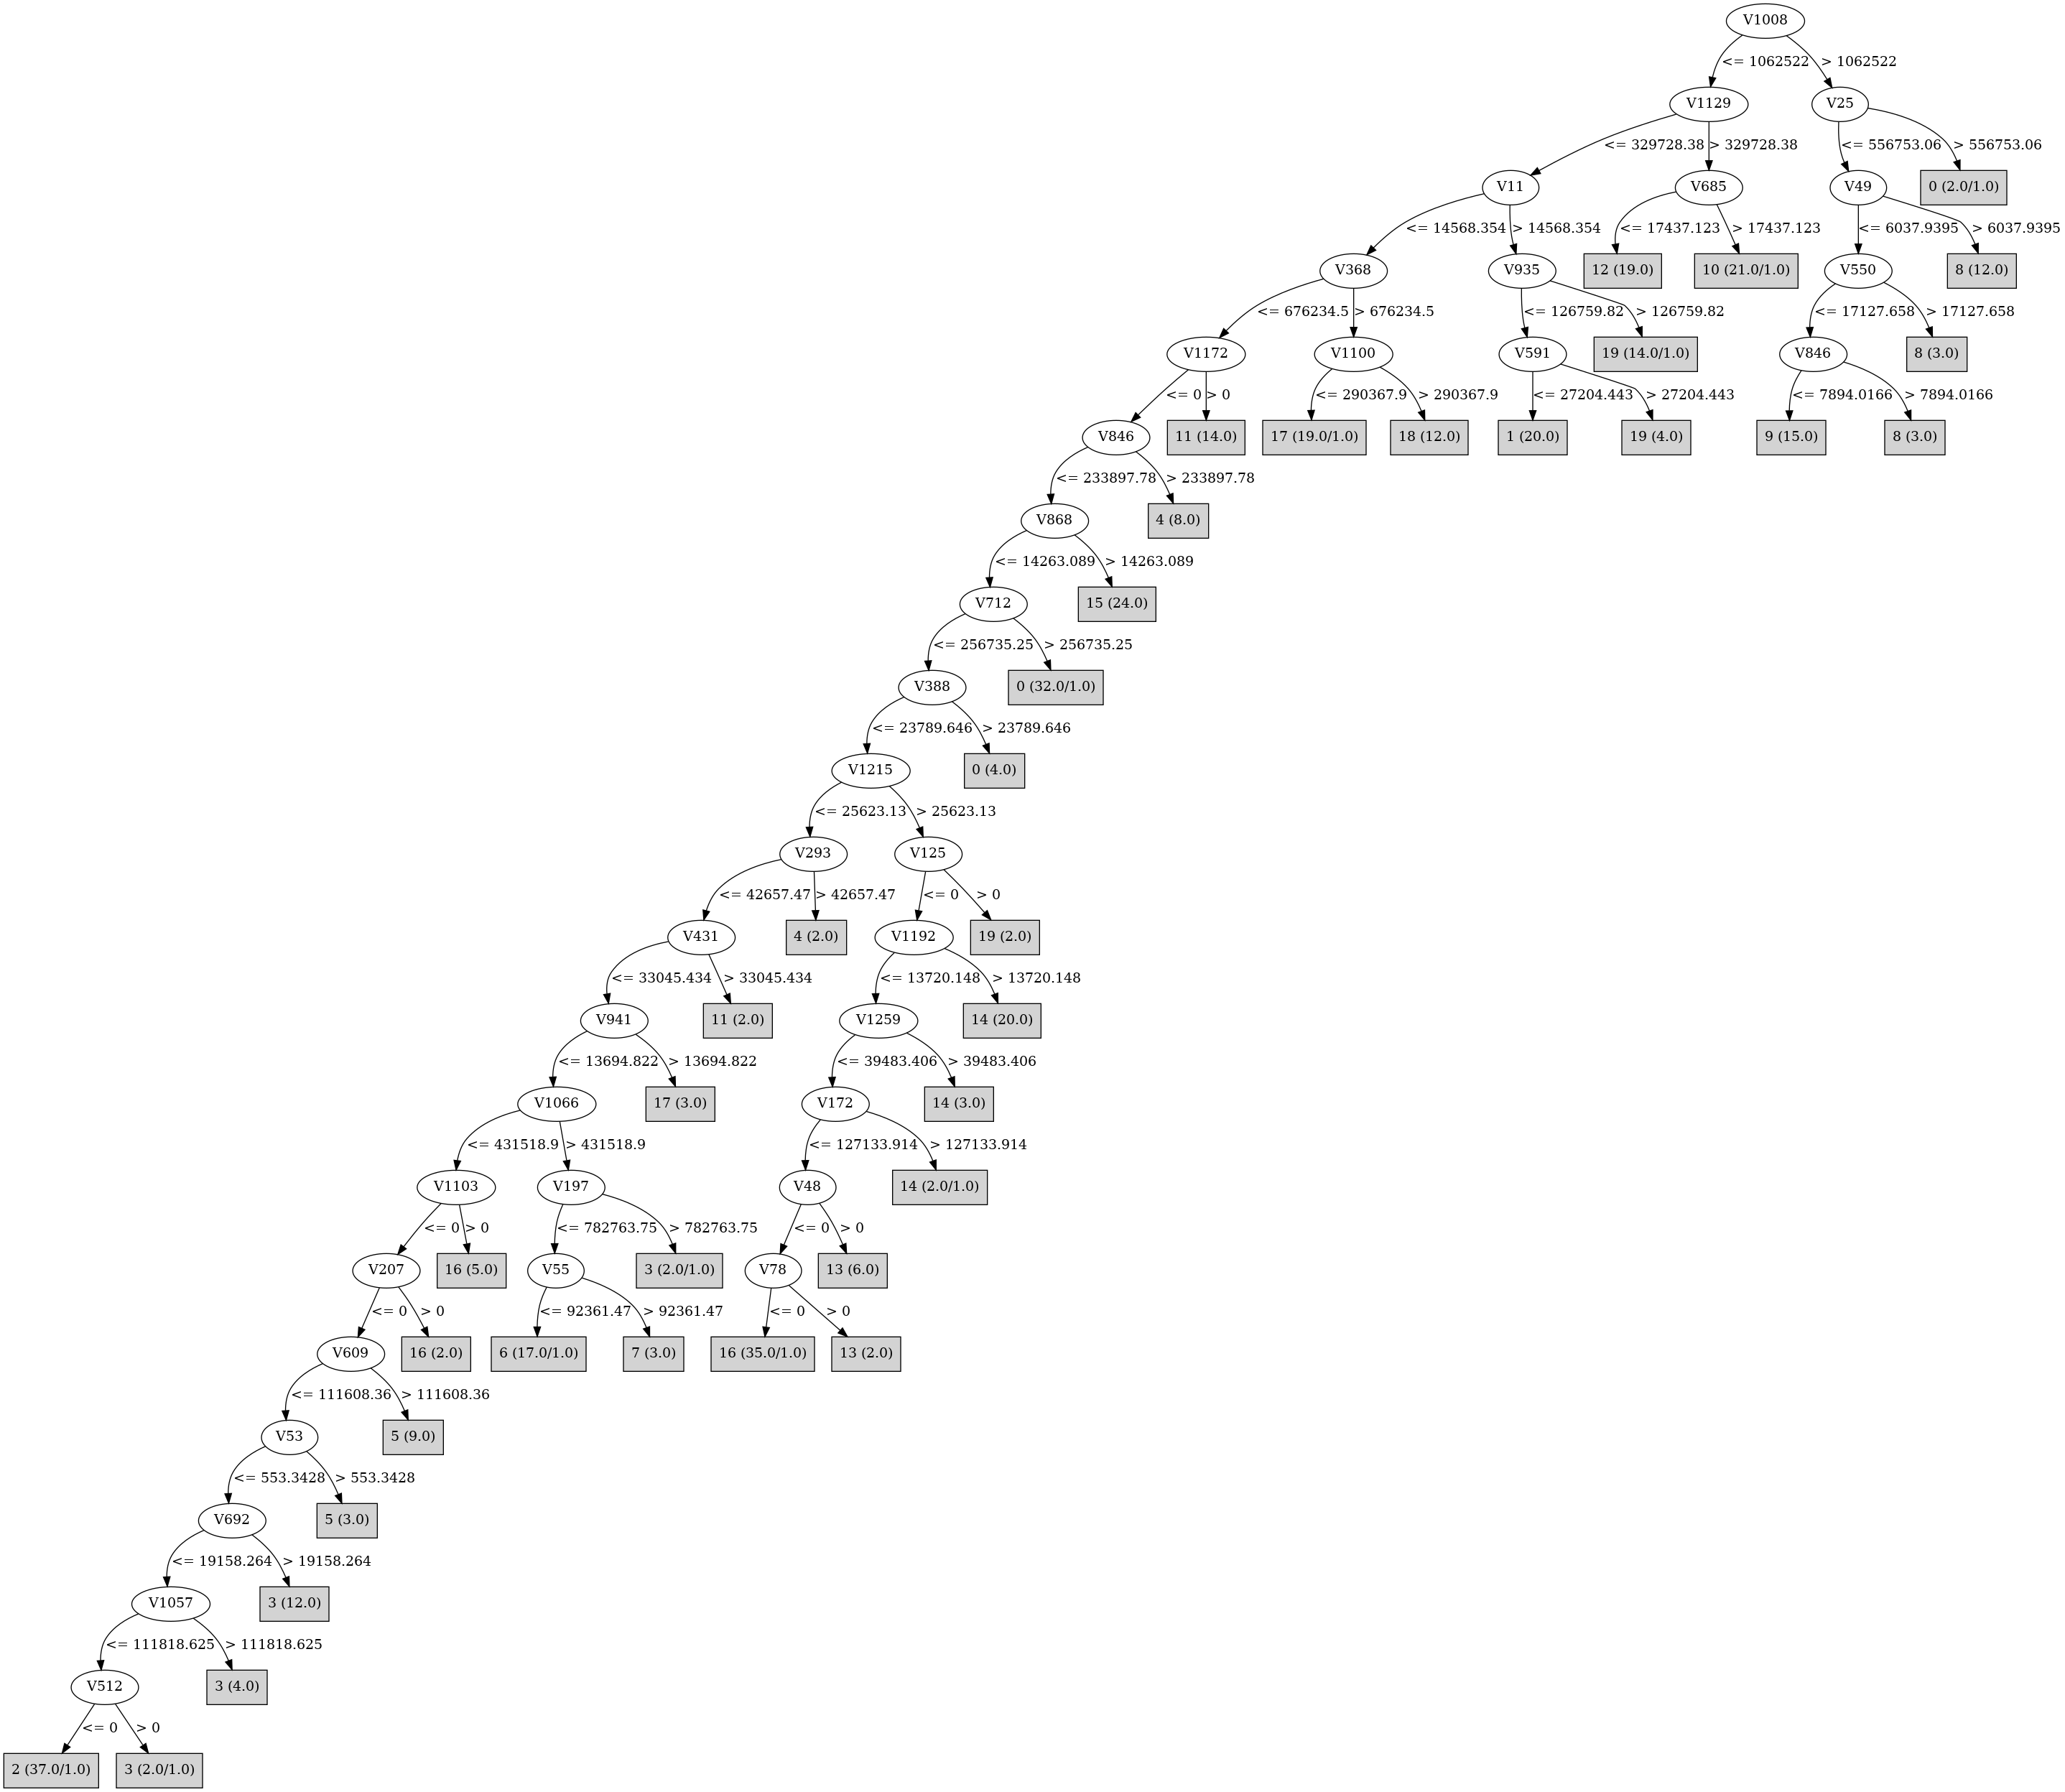 V1008
<= 1062522 > 1062522
V1129 V25
<= 329728.38 > 329728.38 <= 556753.06 > 556753.06
V11 V685 V49 0 (2.0/1.0)
<= 14568.354 > 14568.354 <= 17437.123 > 17437.123 <= 6037.9395 > 6037.9395
V368 V935 12 (19.0) 10 (21.0/1.0) V550 8 (12.0)
<= 676234.5 > 676234.5 <= 126759.82 > 126759.82 <= 17127.658 > 17127.658
V1172 V1100 V591 19 (14.0/1.0) V846 8 (3.0)
<= 0 > 0 <= 290367.9 > 290367.9 <= 27204.443 > 27204.443 <= 7894.0166 > 7894.0166
V846 11 (14.0) 17 (19.0/1.0) 18 (12.0) 1 (20.0) 19 (4.0) 9 (15.0) 8 (3.0)
<= 233897.78 > 233897.78
V868 4 (8.0)
<= 14263.089 > 14263.089
V712 15 (24.0)
<= 256735.25 > 256735.25
V388 0 (32.0/1.0)
<= 23789.646 > 23789.646
V1215 0 (4.0)
<= 25623.13 > 25623.13
V293 V125
<= 42657.47 > 42657.47 <= 0 > 0
V431 4 (2.0) V1192 19 (2.0)
<= 33045.434 > 33045.434 <= 13720.148 > 13720.148
V941 11 (2.0) V1259 14 (20.0)
<= 13694.822 > 13694.822 <= 39483.406 > 39483.406
V1066 17 (3.0) V172 14 (3.0)
<= 431518.9 > 431518.9 <= 127133.914 > 127133.914
V1103 V197 V48 14 (2.0/1.0)
<= 0 > 0 <= 782763.75 > 782763.75 <= 0 > 0
V207 16 (5.0) V55 3 (2.0/1.0) V78 13 (6.0)
<= 0 > 0 <= 92361.47 > 92361.47 <= 0 > 0
V609 16 (2.0) 6 (17.0/1.0) 7 (3.0) 16 (35.0/1.0) 13 (2.0)
<= 111608.36 > 111608.36
V53 5 (9.0)
<= 553.3428 > 553.3428
V692 5 (3.0)
<= 19158.264 > 19158.264
V1057 3 (12.0)
<= 111818.625 > 111818.625
V512 3 (4.0)
<= 0 > 0
2 (37.0/1.0) 3 (2.0/1.0)